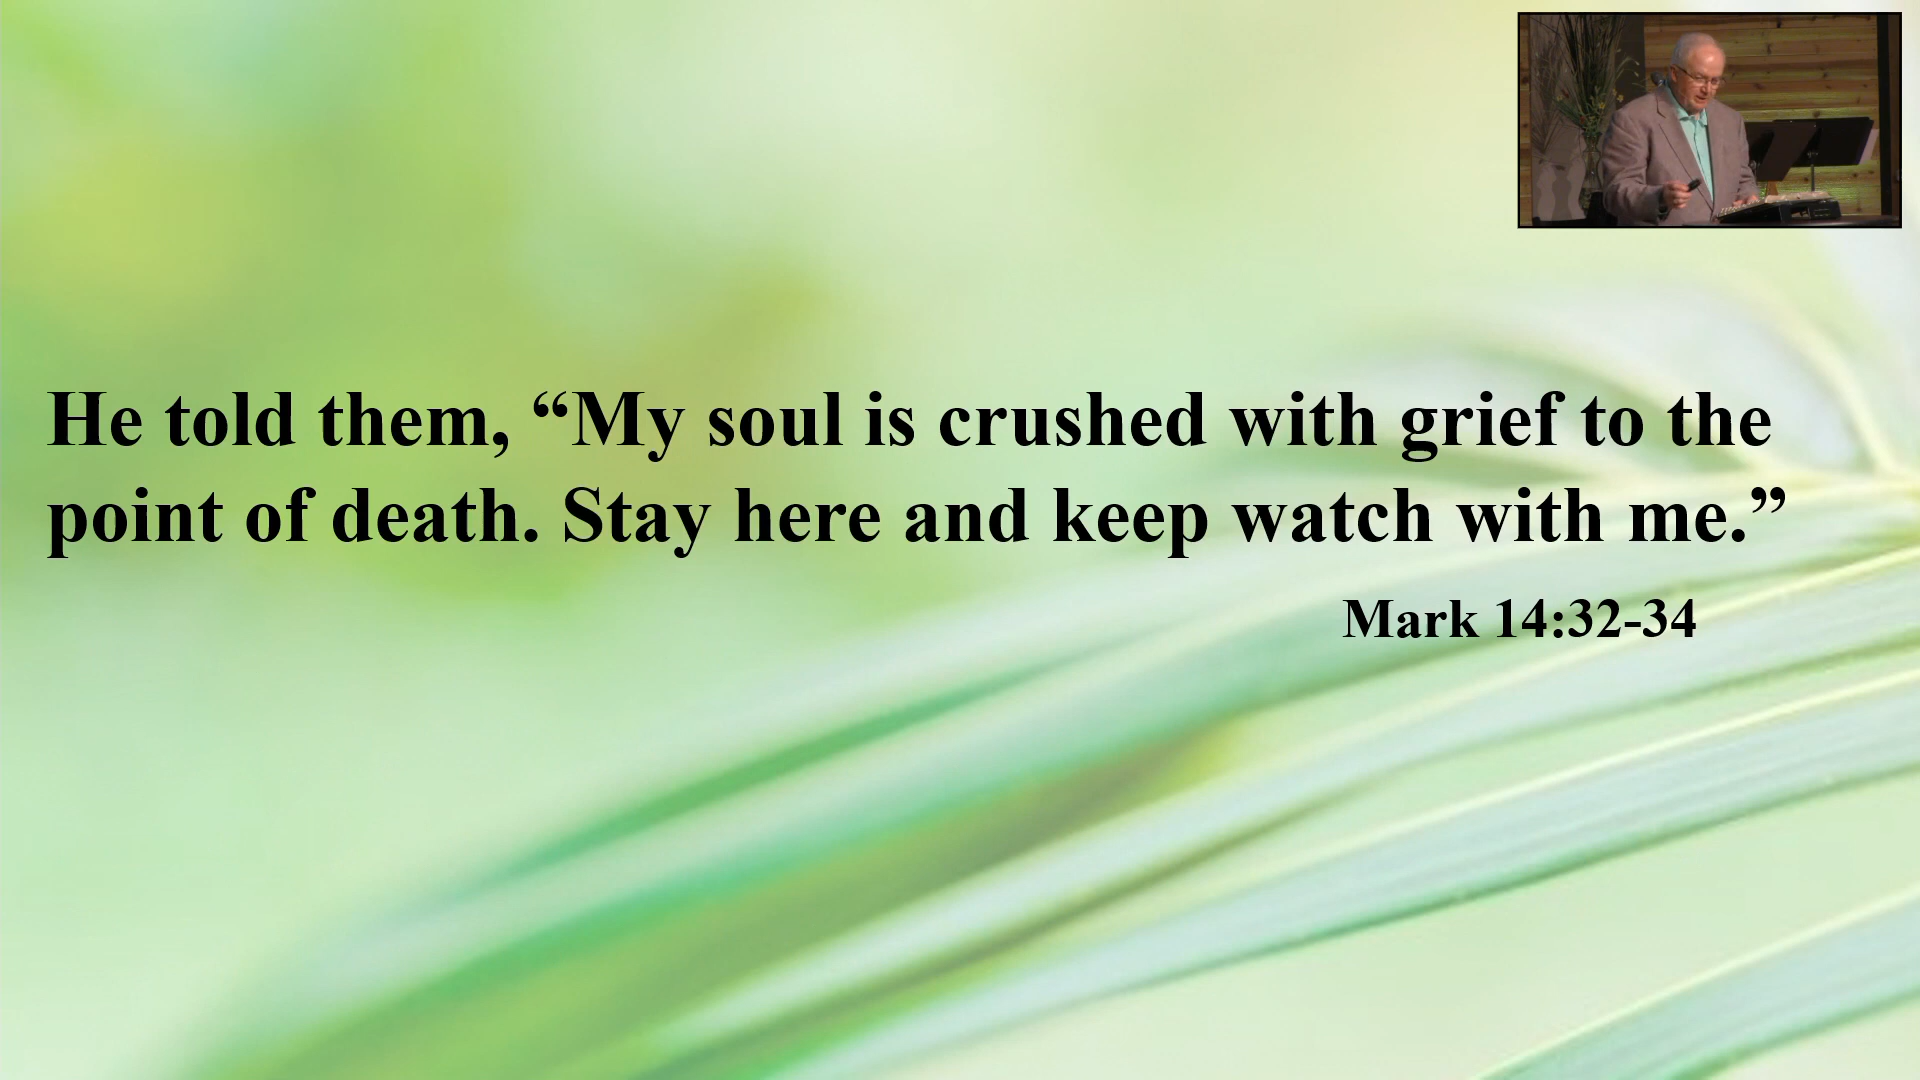 He told them, “My soul is crushed with grief to the
point of death. Stay here and keep watch with me.”
Mark 14:32-34